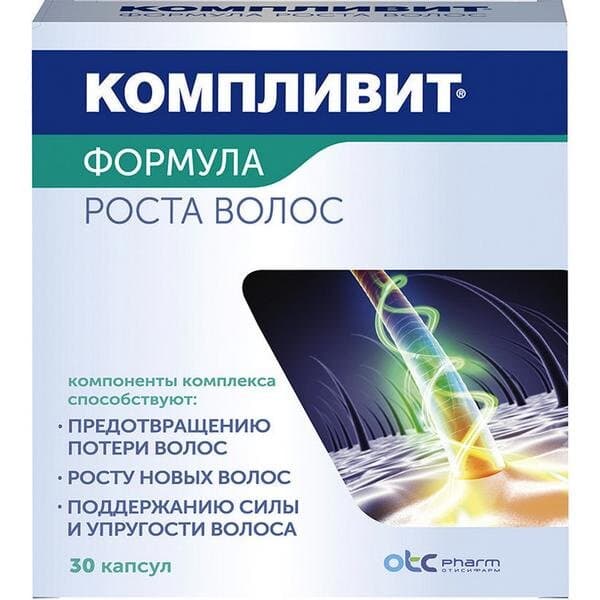 КОМПЛИВИТ
ФОРМУЛА РОСТА ВОЛОС
КОМПЛИВИТ®
ФОРМУЛА
РОСТА ВОЛОС
компоненты комплекса
способствуют:
· ПРЕДОТВРАЩЕНИЮ
ПОТЕРИ ВОЛОС
· РОСТУ НОВЫХ ВОЛОС
· ПОДДЕРЖАНИЮ СИЛЫ
И УПРУГОСТИ ВОЛОСА
30 капсул
otc pharm
ОТИСИФАРМ